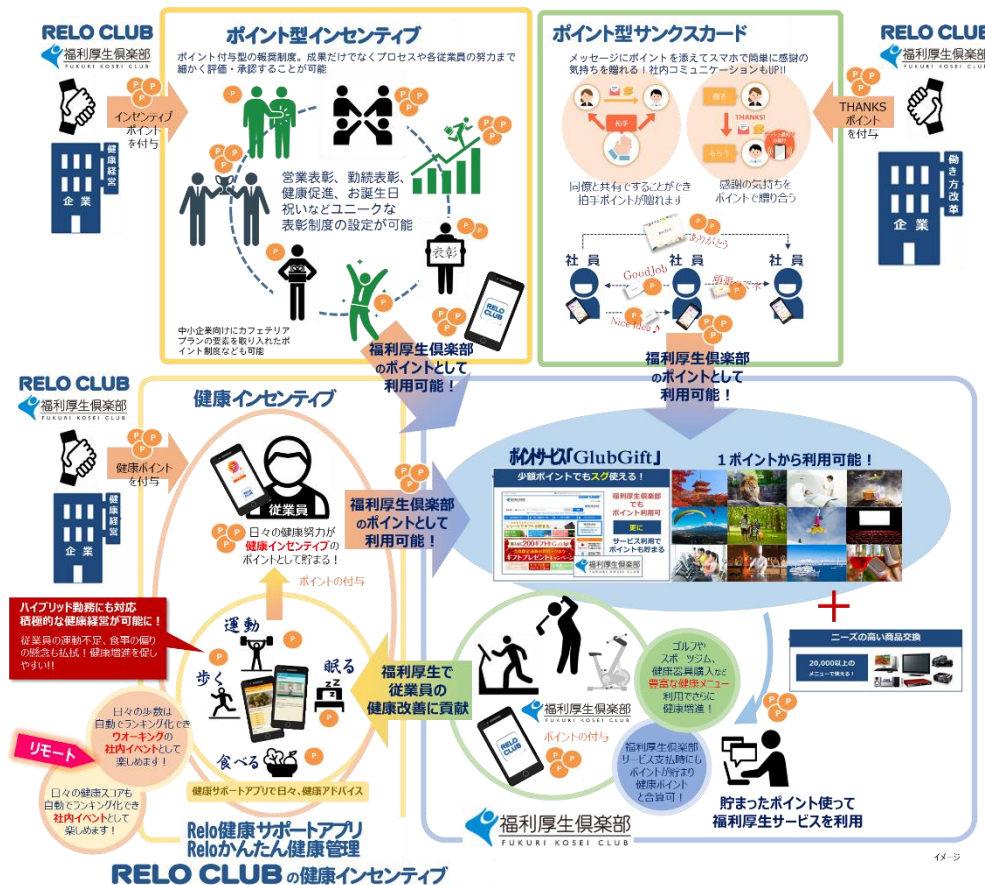 RELO CLUB
福利厚生倶楽部
FUKURI KOSEI CLUB
インセンティブ
ポイント
を付与
健康経営
企業
ポイント型インセンティブ
ポイント付与型の報奨制度。成果だけでなくプロセスや各従業員の努力まで
細かく評価・承認することが可能
営業表彰、勤続表彰、
健康促進、お誕生日
祝いなどユニークな
表彰制度の設定が可能
表彰
RELO CLUB
中小企業向けにカフェテリア
プランの要素を取り入れたポ
イント制度なども可能
ポイント型サンクスカード
メッセージにポイントを添えてスマホで簡単に感謝の
気持ちを贈れる！社内コミュニケーションもUP!!
拍手
贈る
THANKS!
もらう
同僚と共有ですることができ
拍手ポイントが贈れます
感謝の気持ちを
ポイントで贈り合う
ありがとう
社員
社員
社員
GoodJob
頑張ってネ
Nice Idea♪
RELO CLUB
福利厚生倶楽部
FUKURI KOSEI CLUB
THANKS
ポイント
を付与
働き方改革
企業
福利厚生倶楽部
のポイントとして
利用可能！
福利厚生倶楽部
のポイントとして
利用可能！
RELO CLUB
福利厚生倶楽部
FUKURI KOSEI CLUB
健康ポイント
を付与
健康経営
企業
健康インセンティブ
従業員
日々の健康努力が
健康インセンティブの
ポイントとして貯まる！
ポイントの付与
福利厚生倶楽部
のポイントとして
利用可能！
ハイブリッド勤務にも対応
積極的な健康経営が可能に！
従業員の運動不足、食事の偏り
の懸念も払拭！健康増進を促し
やすい!!
運動
歩く
眠る
食べる
健康サポートアプリで日々、健康アドバイス
日々の歩数は
自動でランキング化でき
ウオーキングの
社内イベントとして
楽しめます！
リモート
日々の健康スコアも
自動でランキング化でき
社内イベントとして
楽しめます！
Relo健康サポートアプリ
Reloかんたん健康管理
RELO CLUBの健康インセンティブ
ポイントサービス「GlubGift」
１ポイントから利用可能！
少額ポイントでもスグ使える！
福利厚生倶楽部
でも
ポイント利用可
更に
サービス利用で
ポイントも貯まる
福利厚生倶楽部
ニーズの高い商品交換
20,000以上の
メニューで使える！
福利厚生で
従業員の
健康改善に貢献
福利厚生倶楽部
FUKURI KOSEI CLUB
RELO CLUB
ポイントの付与
ゴルフや
スポーツジム、
健康器具購入など
豊富な健康メニュー
利用でさらに
健康増進！
福利厚生倶楽部
サービス支払時にも
ポイントが貯まり
健康ポイント
と合算可！
貯まったポイント使って
福利厚生サービスを利用
福利厚生倶楽部
FUKURI KOSEI CLUB
イメージ